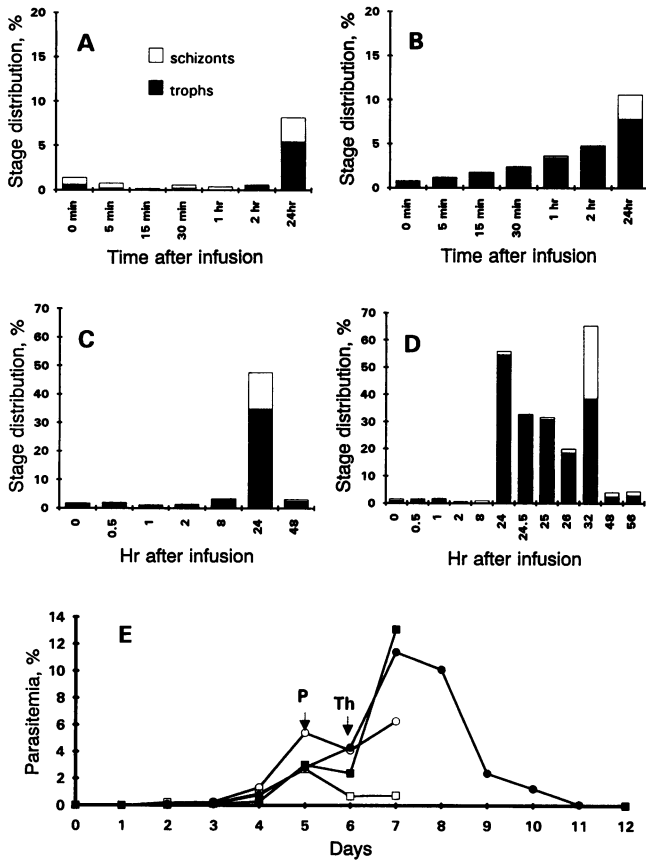 A
Stage distribution, %
20
15
10
5
0
schizonts
trophs
0 min
5 min
15 min
30 min
1 hr
2 hr
24hr
Time after infusion
B
Stage distribution, %
20
15
10
5
0
0 min
5 min
15 min
30 min
1 hr
2 hr
24hr
Time after infusion
C
Stage distribution, %
70
60
50
40
30
20
10
0
0
0.5
1
2
8
24
48
Hr after infusion
D
Stage distribution, %
70
60
50
40
30
20
10
0
0
0.5
1
2
8
24
24.5
25
26
32
48
56
Hr after infusion
E
Parasitemia, %
14
12
10
8
6
4
2
0
P
Th
0 1 2 3 4 5 6 7 8 9 10 11 12
Days